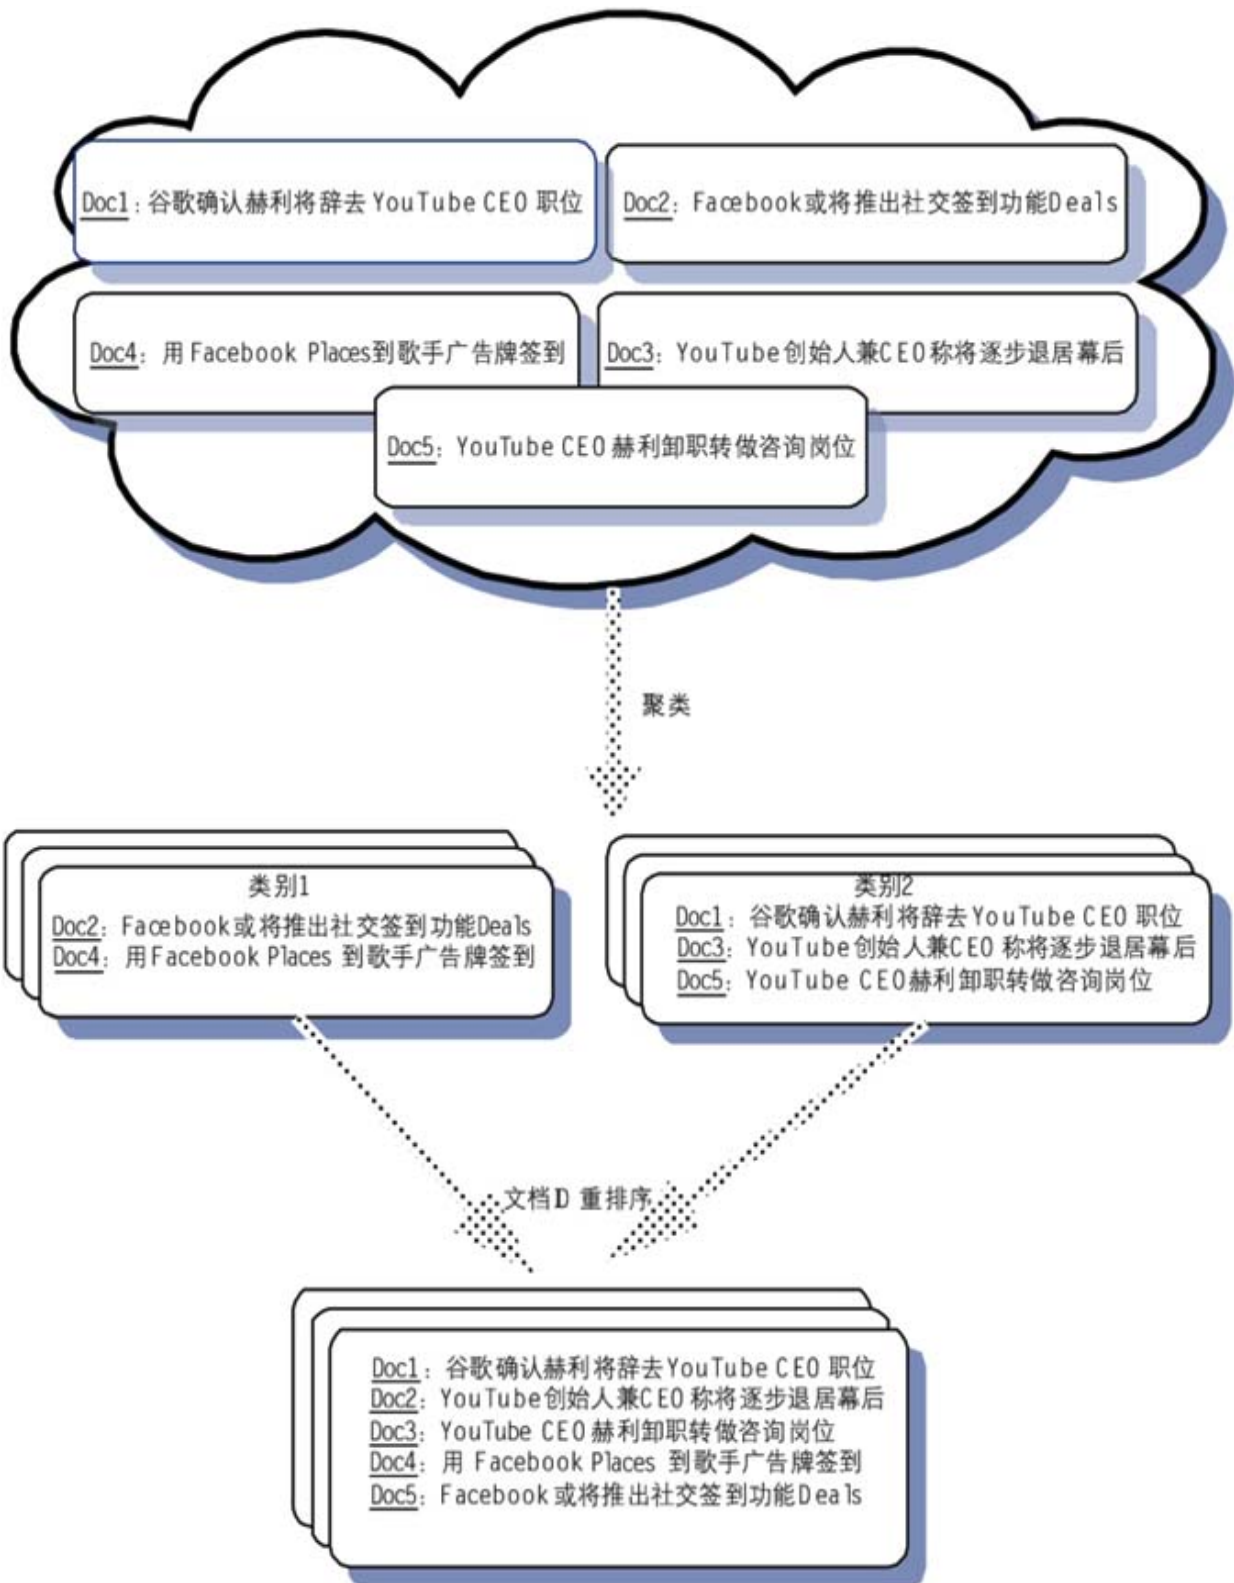 Doc1：谷歌确认赫利将辞去 YouTube CEO 职位
Doc2：Facebook或将推出社交签到功能Deals
Doc4：用 Facebook Places到歌手广告牌签到
Doc3：YouTube创始人兼CEO称将逐步退居幕后
Doc5：YouTube CEO 赫利卸职转做咨询岗位
聚类
类别1
Doc2：Facebook或将推出社交签到功能Deals
Doc4：用Facebook Places 到歌手广告牌签到
类别2
Doc1：谷歌确认赫利将辞去YouTube CEO 职位
Doc3：YouTube创始人兼CEO 称将逐步退居幕后
Doc5：YouTube CEO赫利卸职转做咨询岗位
文档ID 重排序
Doc1：谷歌确认赫利将辞去YouTube CEO 职位
Doc2：YouTube创始人兼CEO 称将逐步退居幕后
Doc3：YouTube CEO赫利卸职转做咨询岗位
Doc4：用 Facebook Places 到歌手广告牌签到
Doc5：Facebook或将推出社交签到功能Deals